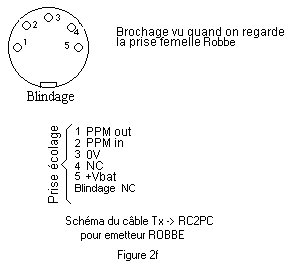 3
2
4
1
5
Brochage vu quand on regarde
la prise femelle Robbe
Blindage
Prise écolage
1 PPM out
2 PPM in
3 0V
4 NC
5 +Vbat
Blindage NC
Schéma du câble Tx -> RC2PC
pour emetteur ROBBE
Figure 2f